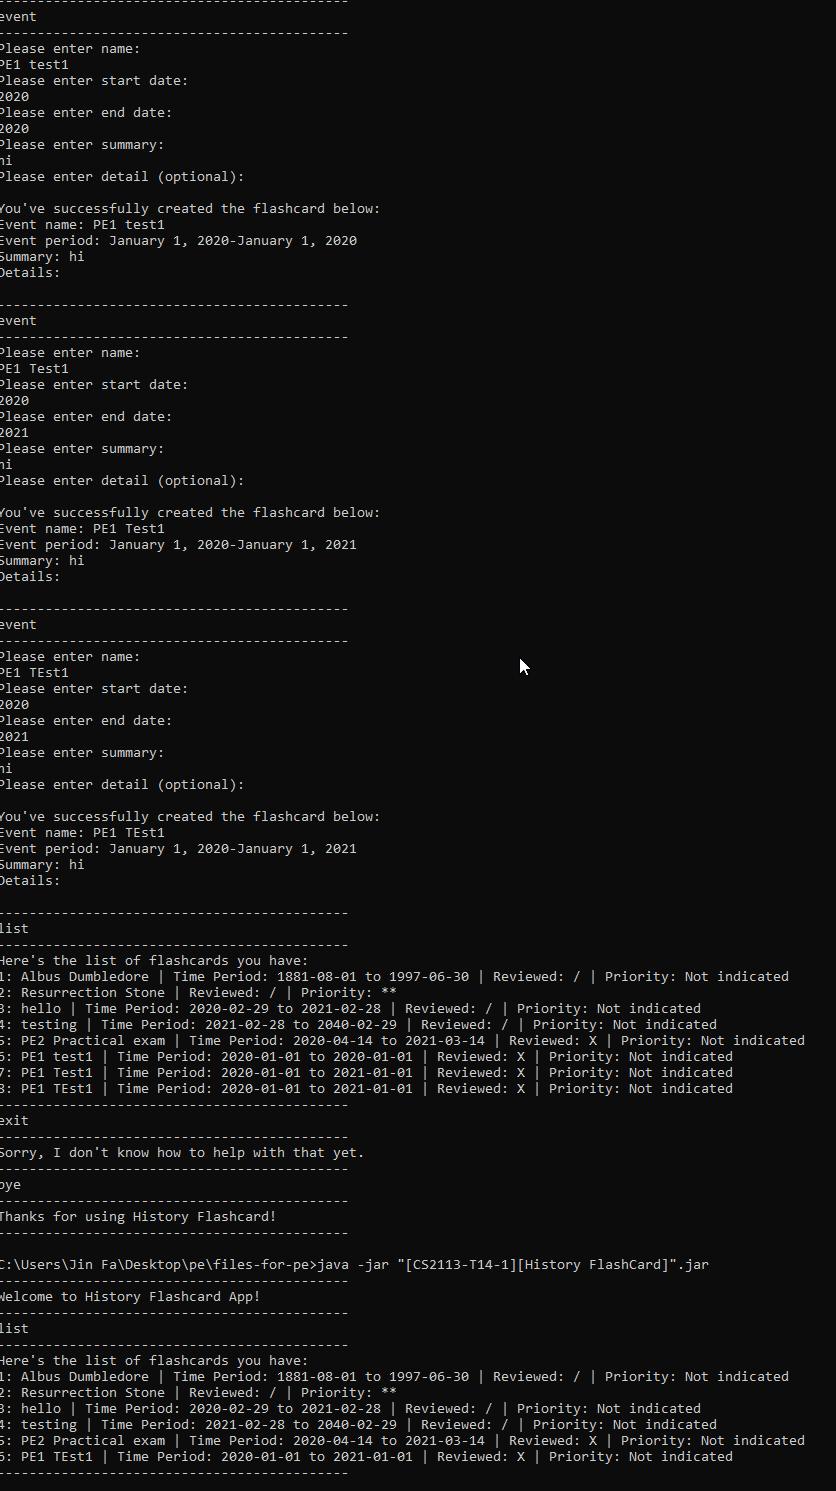 --------------------------------------------
event
--------------------------------------------
Please enter name:
PE1 test1
Please enter start date:
2020
Please enter end date:
2020
Please enter summary:
hi
Please enter detail (optional):
You've successfully created the flashcard below:
Event name: PE1 test1
Event period: January 1, 2020-January 1, 2020
Summary: hi
Details:
--------------------------------------------
event
--------------------------------------------
Please enter name:
PE1 Test1
Please enter start date:
2020
Please enter end date:
2021
Please enter summary:
hi
Please enter detail (optional):
You've successfully created the flashcard below:
Event name: PE1 Test1
Event period: January 1, 2020-January 1, 2021
Summary: hi
Details:
--------------------------------------------
event
--------------------------------------------
Please enter name:
PE1 TEst1
Please enter start date:
2020
Please enter end date:
2021
Please enter summary:
hi
Please enter detail (optional):
You've successfully created the flashcard below:
Event name: PE1 TEst1
Event period: January 1, 2020-January 1, 2021
Summary: hi
Details:
--------------------------------------------
list
--------------------------------------------
Here's the list of flashcards you have:
1: Albus Dumbledore | Time Period: 1881-08-01 to 1997-06-30 | Reviewed: / | Priority: Not indicated
2: Resurrection Stone | Reviewed: / | Priority: **
3: hello | Time Period: 2020-02-29 to 2021-02-28 | Reviewed: / | Priority: Not indicated
4: testing | Time Period: 2021-02-28 to 2040-02-29 | Reviewed: / | Priority: Not indicated
5: PE2 Practical exam | Time Period: 2020-04-14 to 2021-03-14 | Reviewed: X | Priority: Not indicated
6: PE1 test1 | Time Period: 2020-01-01 to 2020-01-01 | Reviewed: X | Priority: Not indicated
7: PE1 Test1 | Time Period: 2020-01-01 to 2021-01-01 | Reviewed: X | Priority: Not indicated
8: PE1 TEst1 | Time Period: 2020-01-01 to 2021-01-01 | Reviewed: X | Priority: Not indicated
--------------------------------------------
exit
--------------------------------------------
Sorry, I don't know how to help with that yet.
--------------------------------------------
bye
--------------------------------------------
Thanks for using History Flashcard!
--------------------------------------------
C:\Users\Jin Fa\Desktop\pe\files-for-pe>java -jar "[CS2113-T14-1][History FlashCard]".jar
--------------------------------------------
Welcome to History Flashcard App!
--------------------------------------------
list
--------------------------------------------
Here's the list of flashcards you have:
1: Albus Dumbledore | Time Period: 1881-08-01 to 1997-06-30 | Reviewed: / | Priority: Not indicated
2: Resurrection Stone | Reviewed: / | Priority: **
3: hello | Time Period: 2020-02-29 to 2021-02-28 | Reviewed: / | Priority: Not indicated
4: testing | Time Period: 2021-02-28 to 2040-02-29 | Reviewed: / | Priority: Not indicated
5: PE2 Practical exam | Time Period: 2020-04-14 to 2021-03-14 | Reviewed: X | Priority: Not indicated
6: PE1 TEst1 | Time Period: 2020-01-01 to 2021-01-01 | Reviewed: X | Priority: Not indicated
--------------------------------------------